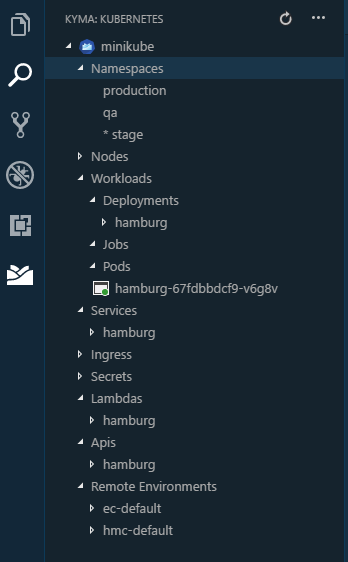 KYMA: KUBERNETES
minikube
Namespaces
production
qa
* stage
Nodes
Workloads
Deployments
hamburg
Jobs
Pods
hamburg-67fdbbdcf9-v6g8v
Services
hamburg
Ingress
Secrets
Lambdas
hamburg
Apis
hamburg
Remote Environments
ec-default
hmc-default